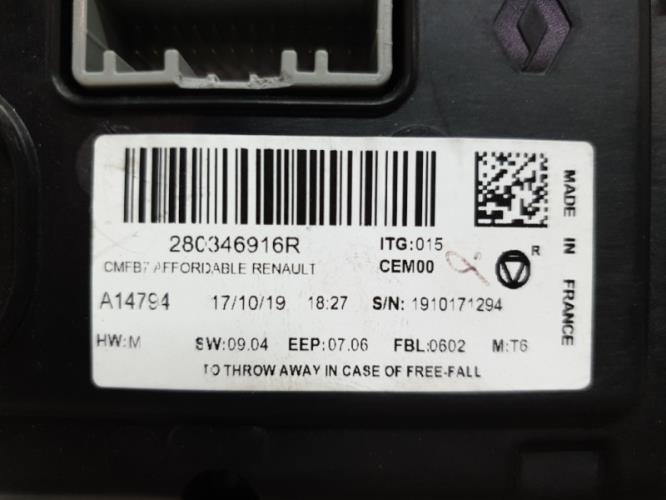 280346916R
ITG:015
CMFB7 AFFORDABLE RENAULT
CEM00
R
A14794 17/10/19 18:27 S/N: 1910171294
HW:M SW:09.04 EEP:07.06 FBL:0602 M:T6
TO THROW AWAY IN CASE OF FREE-FALL
MADE IN FRANCE